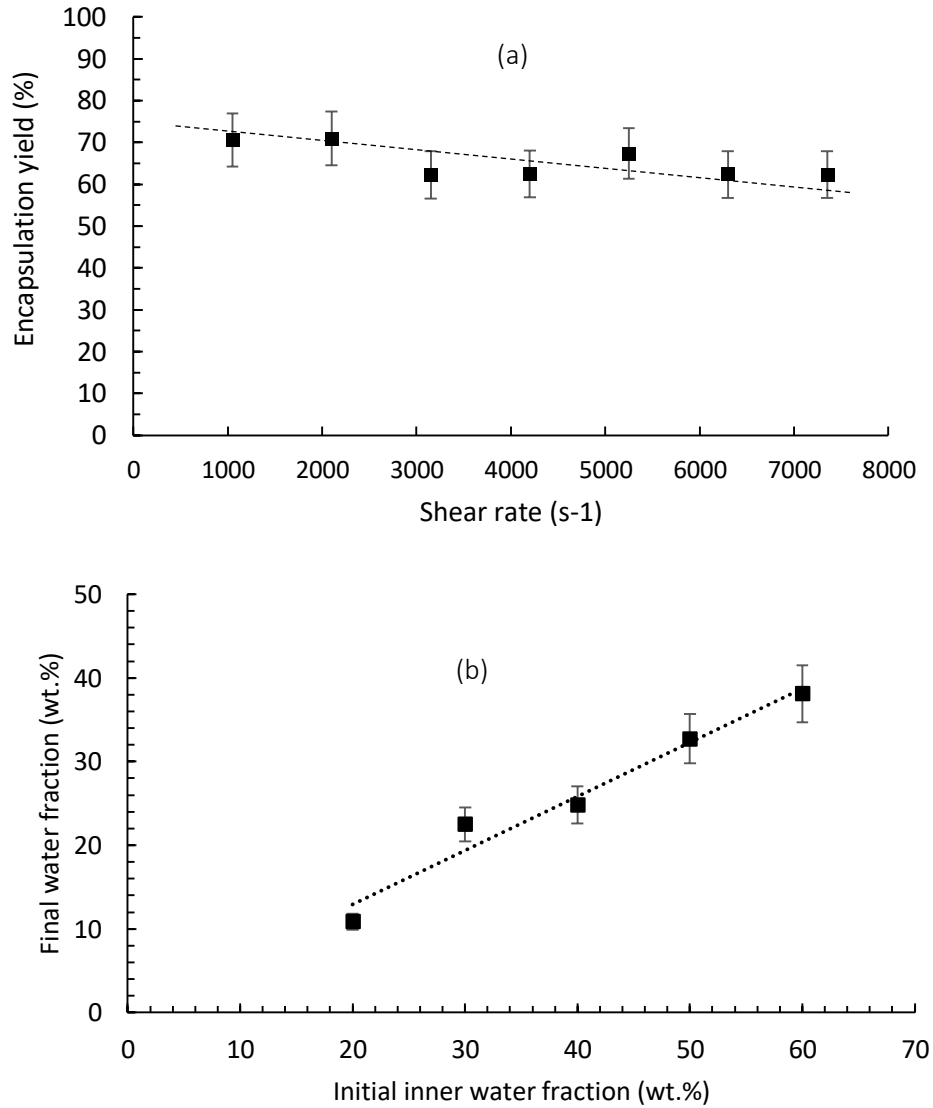 (a)
Encapsulation yield (%)
100
90
80
70
60
50
40
30
20
10
0
0 1000 2000 3000 4000 5000 6000 7000 8000
Shear rate (s-1)
(b)
Final water fraction (wt.%)
50
40
30
20
10
0
0 10 20 30 40 50 60 70
Initial inner water fraction (wt.%)